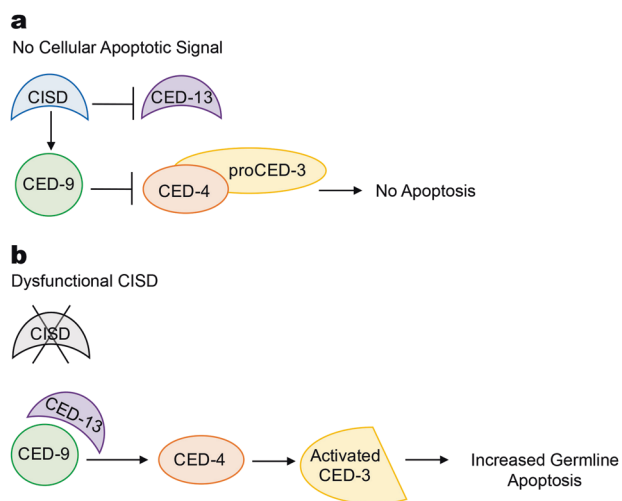 a
No Cellular Apoptotic Signal
CISD
CED-13
CED-9
CED-4
proCED-3
No Apoptosis
b
Dysfunctional CISD
CISD
CED-13
CED-9
CED-4
Activated
CED-3
Increased Germline
Apoptosis